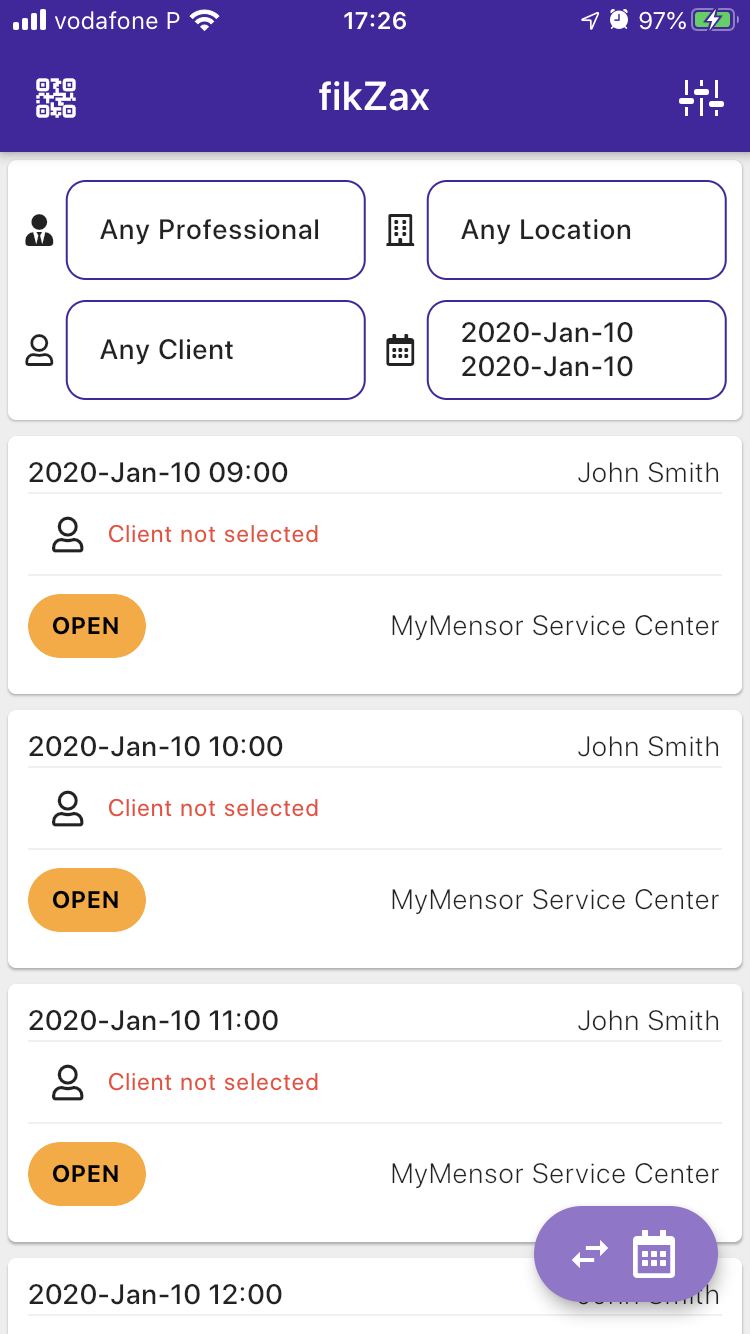 vodafone P 17:26 97%
fikZax
Any Professional Any Location
Any Client 2020-Jan-10
2020-Jan-10
2020-Jan-10 09:00 John Smith
Client not selected
OPEN MyMensor Service Center
2020-Jan-10 10:00 John Smith
Client not selected
OPEN MyMensor Service Center
2020-Jan-10 11:00 John Smith
Client not selected
OPEN MyMensor Service Center
2020-Jan-10 12:00